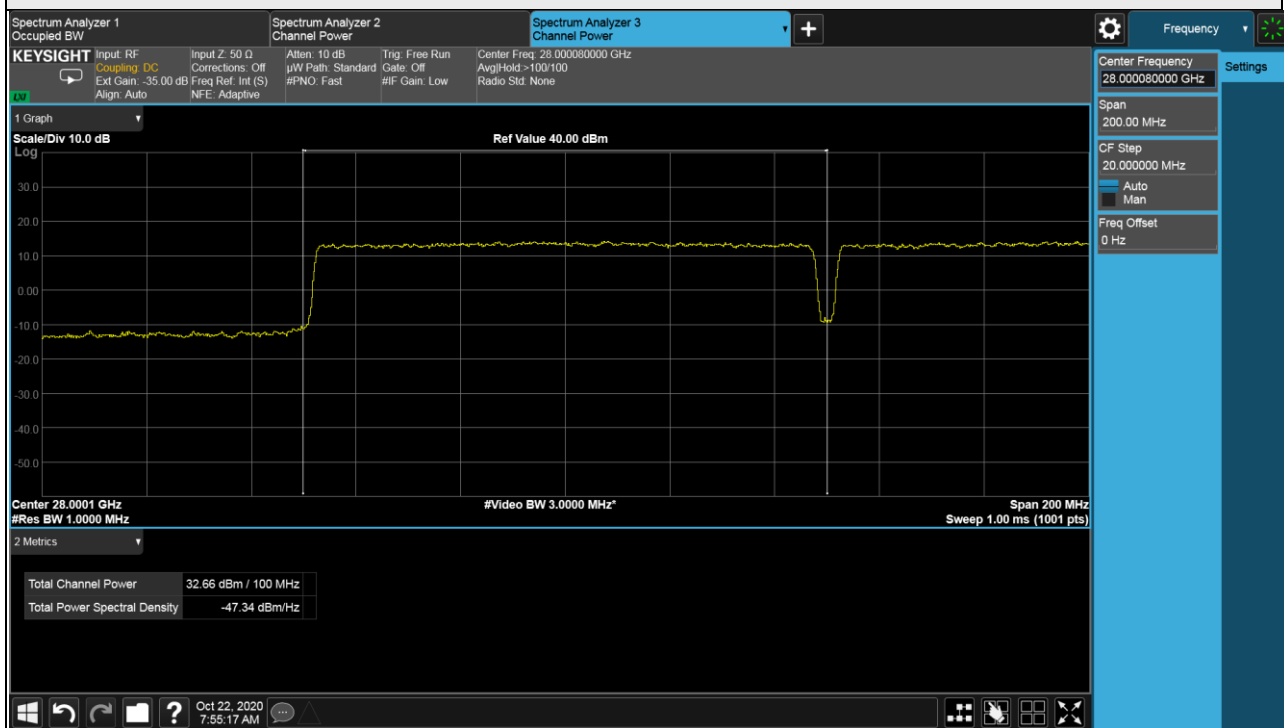 Spectrum Analyzer 1
Occupied BW
Spectrum Analyzer 2
Channel Power
Spectrum Analyzer 3
Channel Power
Frequency
KEYSIGHT
Input: RF
Coupling: DC
Ext Gain: -35.00 dB
Align: Auto
Input Z: 50 Ω
Corrections: Off
Freq Ref: Int (S)
NFE: Adaptive
Atten: 10 dB
µW Path: Standard
#PNO: Fast
Trig: Free Run
Gate: Off
#IF Gain: Low
Center Freq: 28.000080000 GHz
Avg|Hold:>100/100
Radio Std: None
LXI
1 Graph
Scale/Div 10.0 dB
Ref Value 40.00 dBm
Log
30.0
20.0
10.0
0.00
-10.0
-20.0
-30.0
-40.0
-50.0
Center 28.0001 GHz
#Video BW 3.0000 MHz*
Span 200 MHz
#Res BW 1.0000 MHz
Sweep 1.00 ms (1001 pts)
2 Metrics
Total Channel Power 32.66 dBm / 100 MHz
Total Power Spectral Density -47.34 dBm/Hz
Center Frequency
28.000080000 GHz
Settings
Span
200.00 MHz
CF Step
20.000000 MHz
Auto
Man
Freq Offset
0 Hz
?
Oct 22, 2020
7:55:17 AM